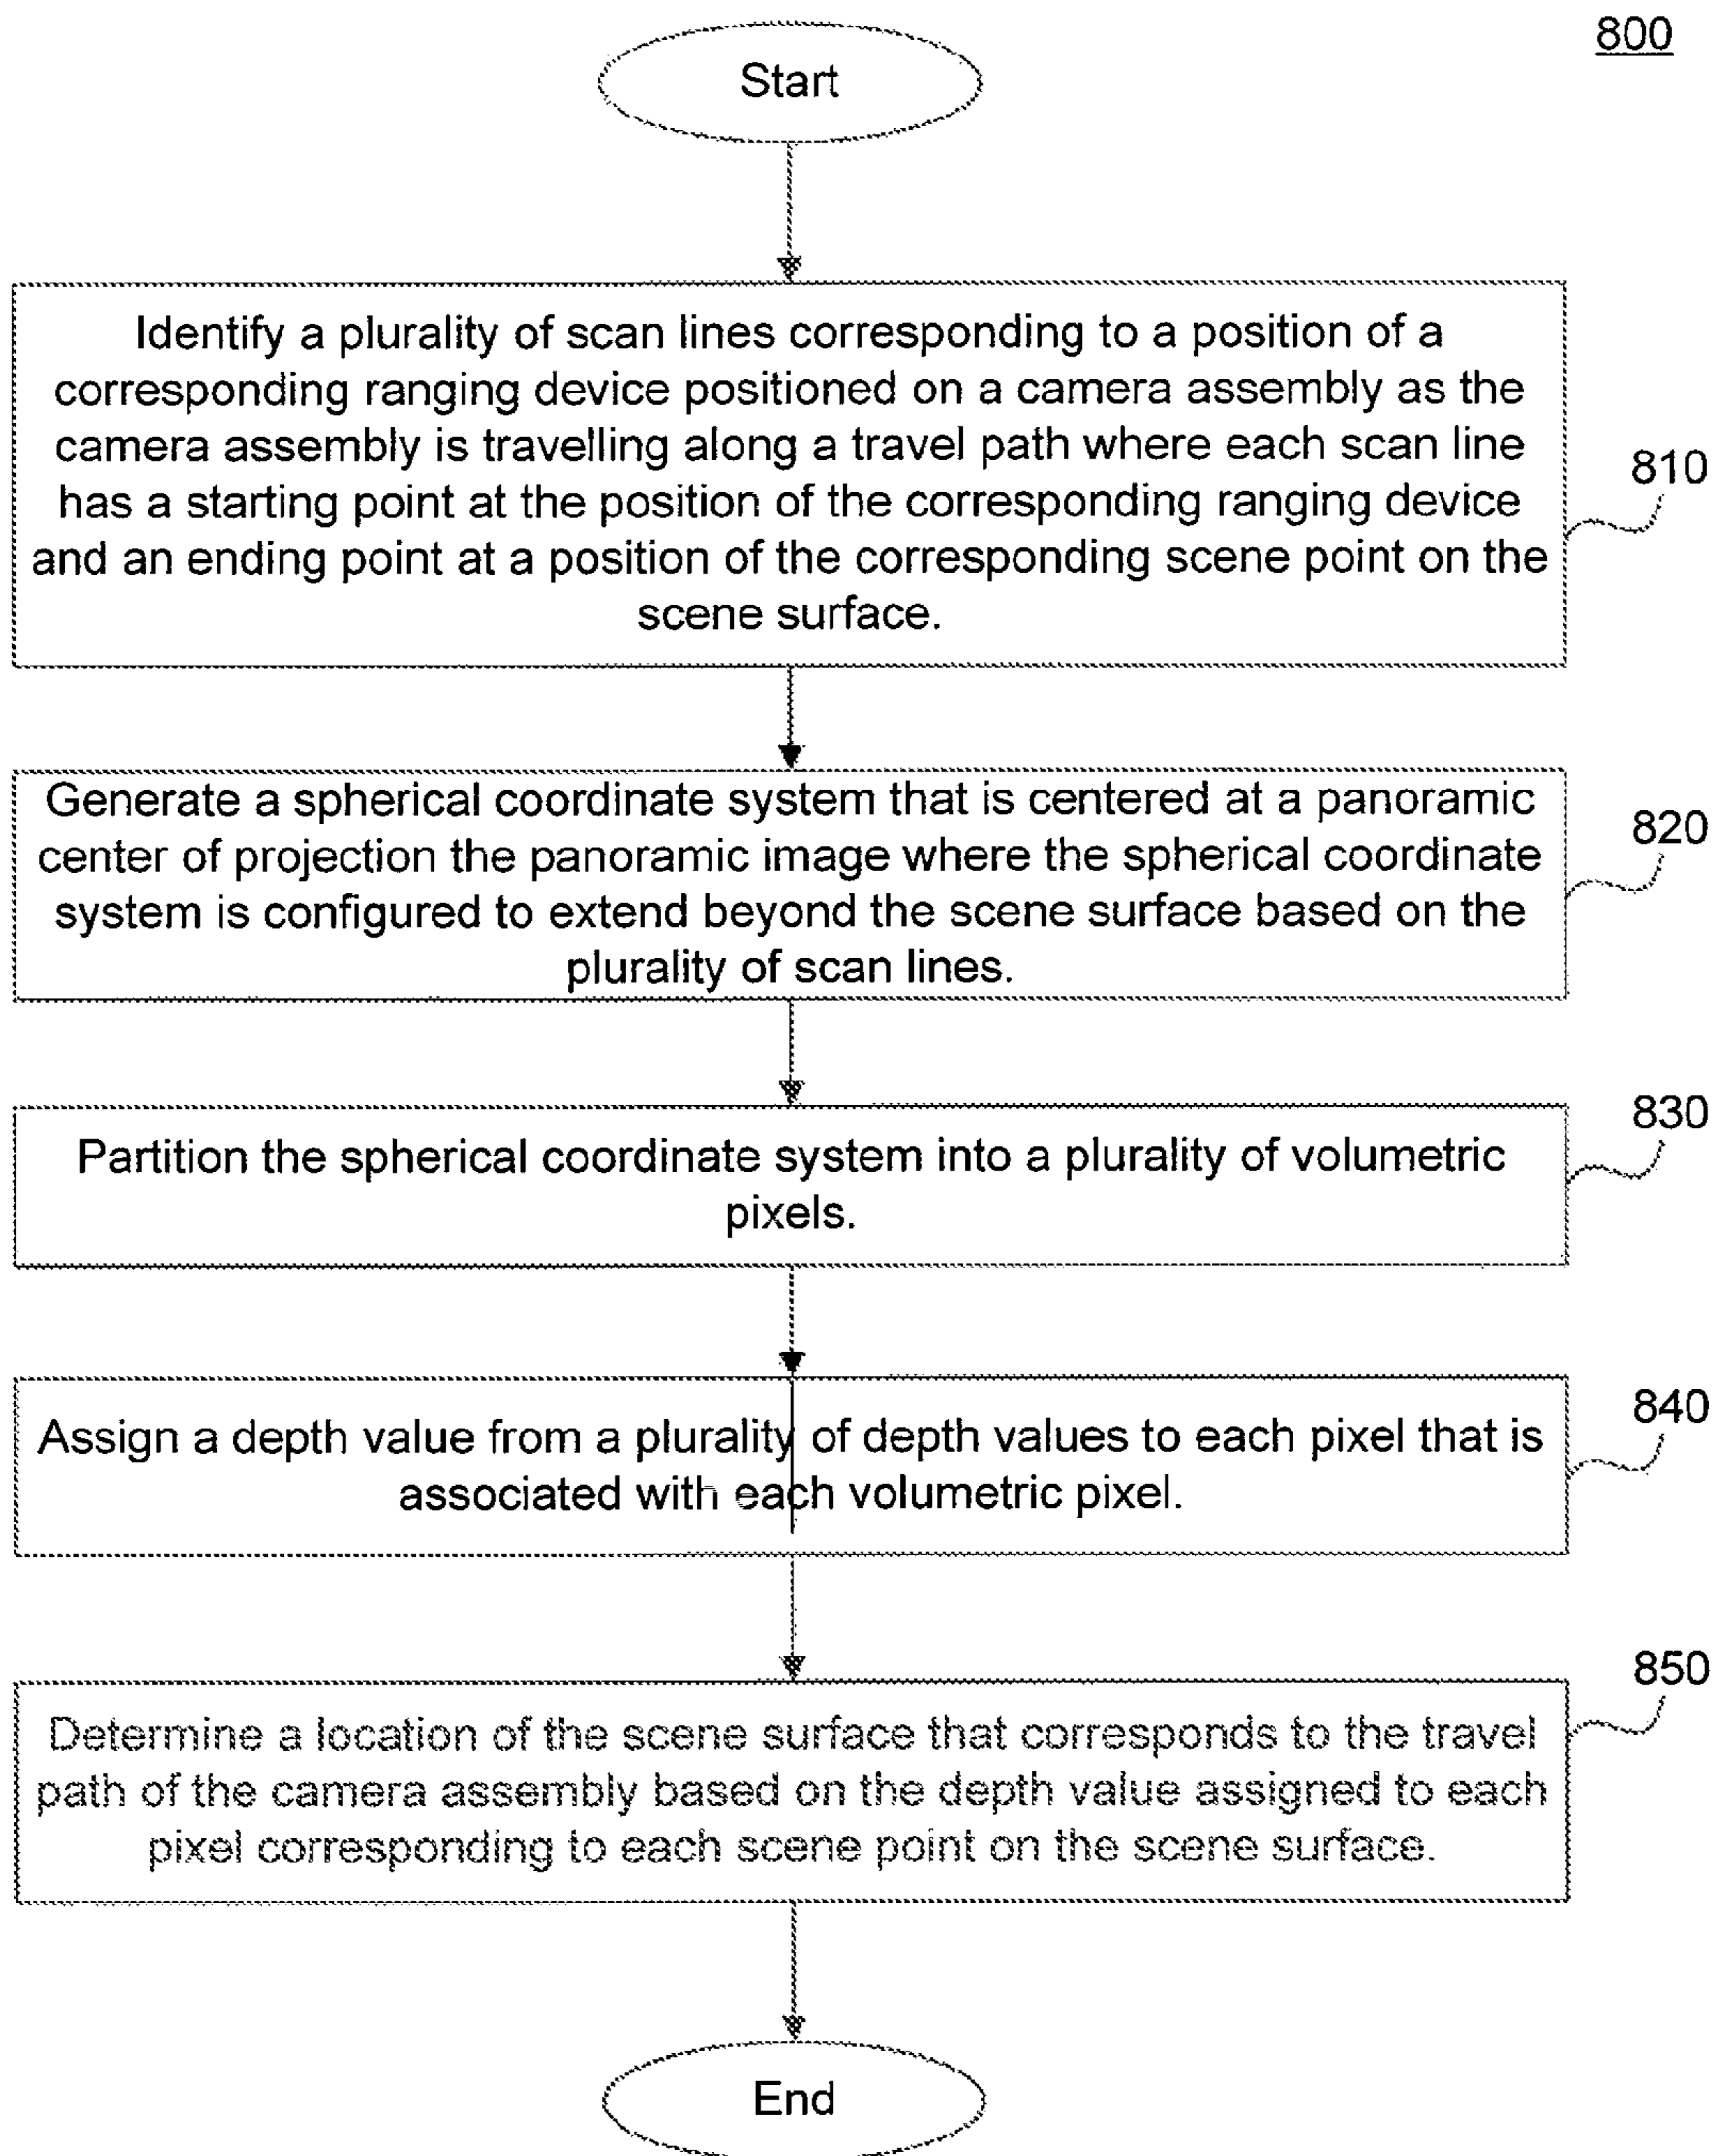 800
Start
Identify a plurality of scan lines corresponding to a position of a
corresponding ranging device positioned on a camera assembly as the
camera assembly is travelling along a travel path where each scan line
has a starting point at the position of the corresponding ranging device
and an ending point at a position of the corresponding scene point on the
scene surface.
810
Generate a spherical coordinate system that is centered at a panoramic
center of projection the panoramic image where the spherical coordinate
system is configured to extend beyond the scene surface based on the
plurality of scan lines.
820
Partition the spherical coordinate system into a plurality of volumetric
pixels.
830
Assign a depth value from a plurality of depth values to each pixel that is
associated with each volumetric pixel.
840
Determine a location of the scene surface that corresponds to the travel
path of the camera assembly based on the depth value assigned to each
pixel corresponding to each scene point on the scene surface.
850
End